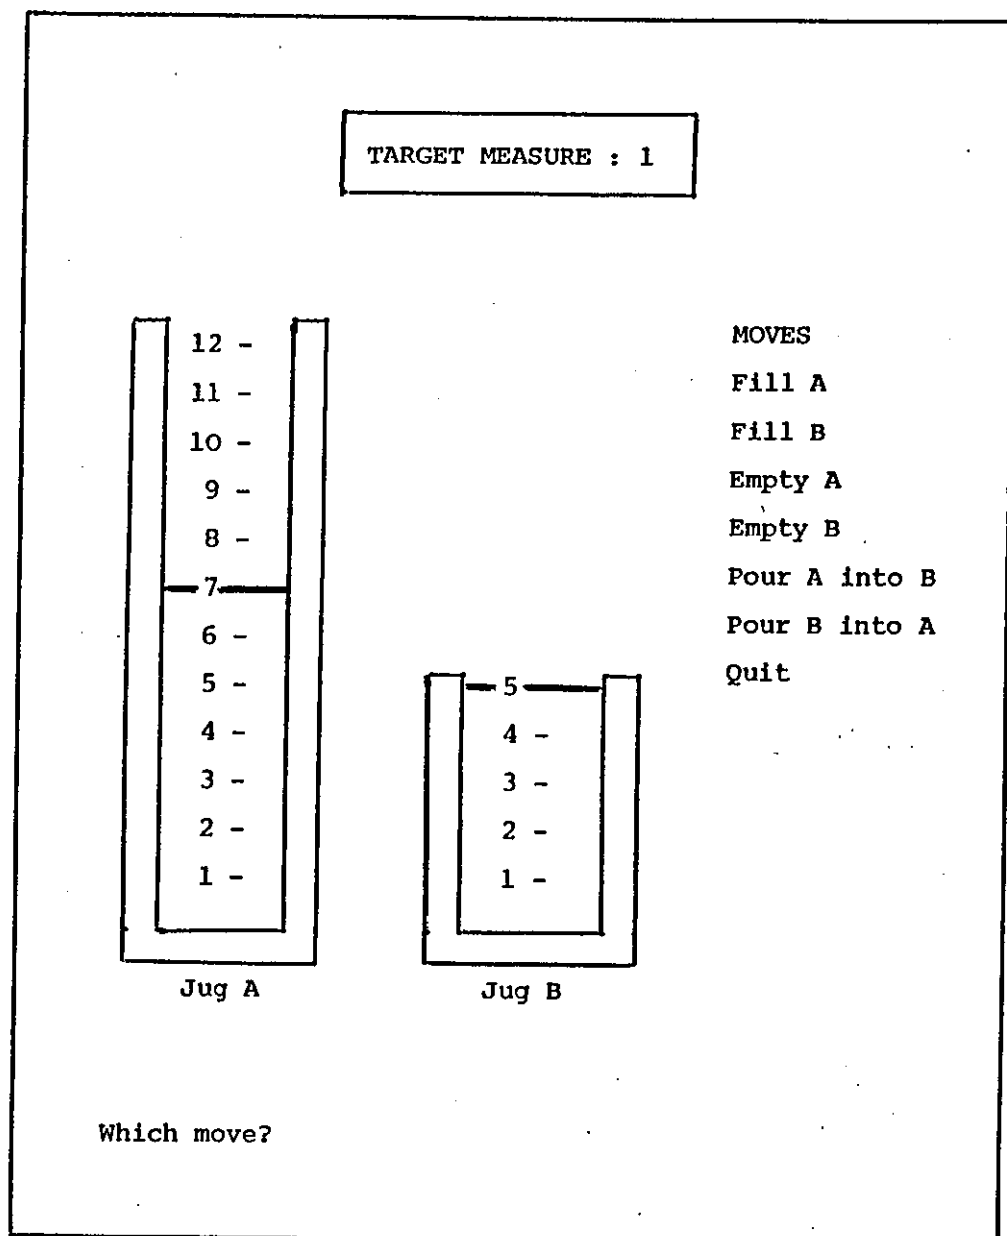 TARGET MEASURE : 1
12 -
11 -
10 -
9 -
8 -
7
6 -
5 -
4 -
3 -
2 -
1 -
Jug A
5
4 -
3 -
2 -
1 -
Jug B
MOVES
Fill A
Fill B
Empty A
Empty B
Pour A into B
Pour B into A
Quit
Which move?